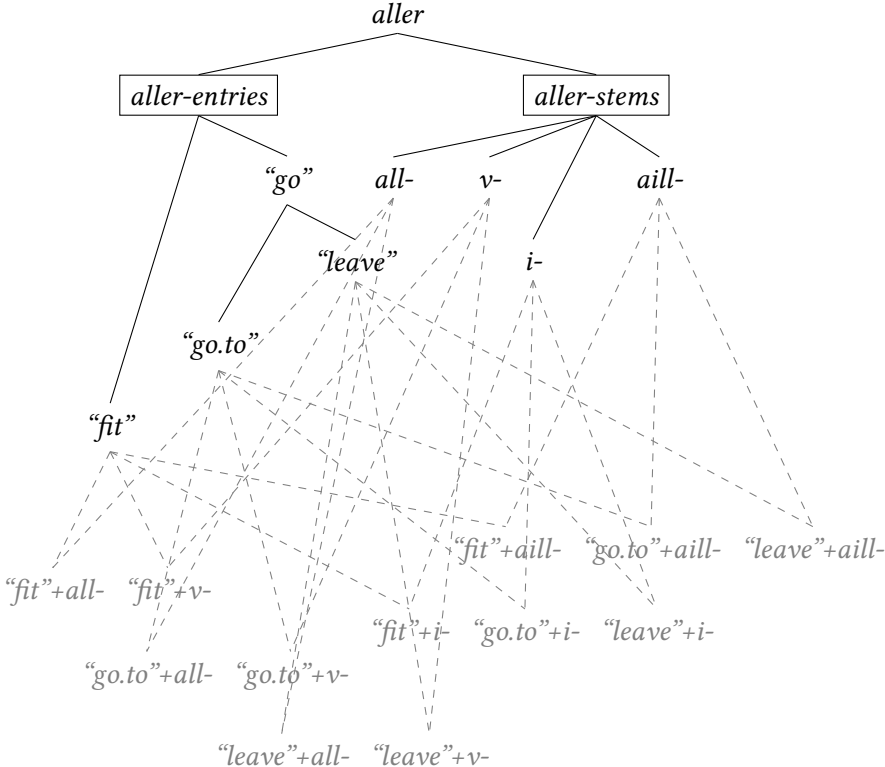 aller
aller-entries aller-stems
“go” all- v- aill-
“leave” i-
“go.to”
“fit”
“fit”+aill- “go.to”+aill- “leave”+aill-
“fit”+all- “fit”+v-
“fit”+i- “go.to”+i- “leave”+i-
“go.to”+all- “go.to”+v-
“leave”+all- “leave”+v-